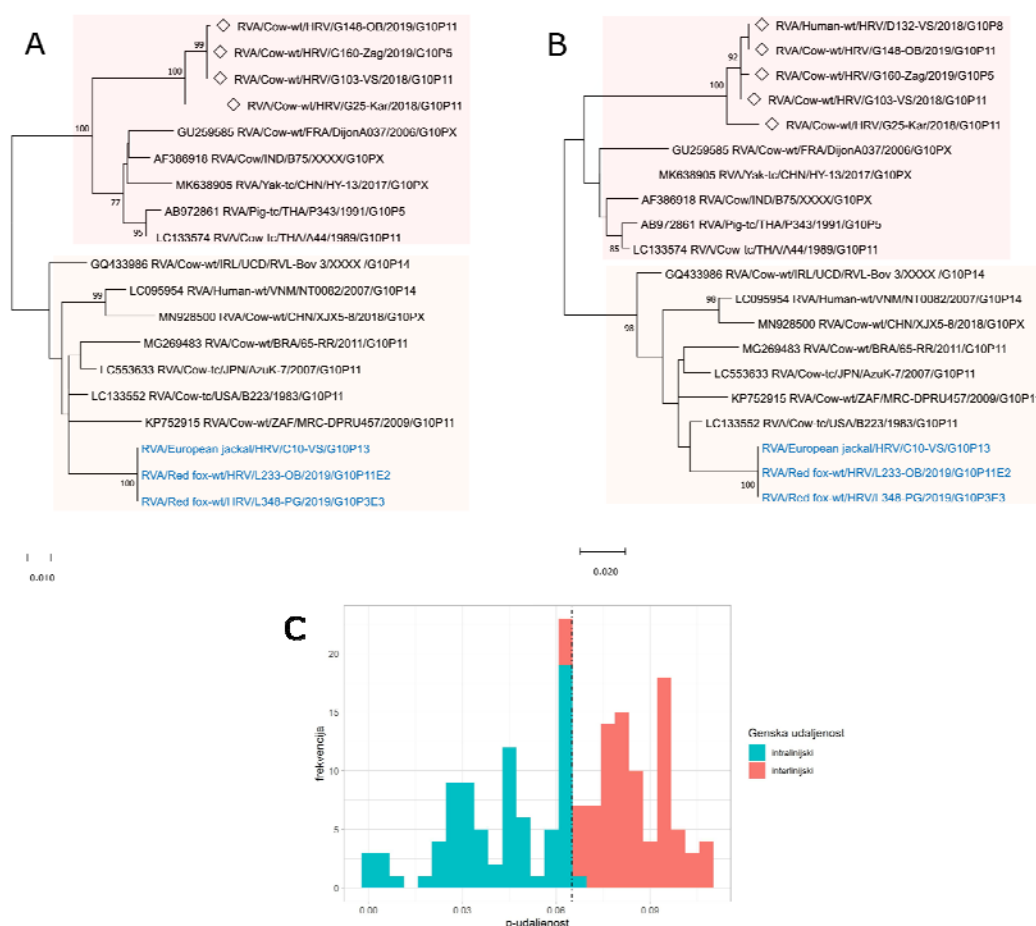 A
RVA/Cow-wt/HRV/G148-OB/2019/G10P11
99
RVA/Cow-wt/HRV/G160-Zag/2019/G10P5
RVA/Cow-wt/HRV/G103-VS/2018/G10P11
100
RVA/Cow-wt/HRV/G25-Kar/2018/G10P11
100
GU259585 RVA/Cow-wt/FRA/DijonA037/2006/G10PX
AF386918 RVA/Cow/IND/B75/XXXX/G10PX
MK638905 RVA/Yak-tc/CHN/HY-13/2017/G10PX
77
AB972861 RVA/Pig-tc/THA/P343/1991/G10P5
95
LC133574 RVA/Cow-tc/THA/A44/1989/G10P11
GQ433986 RVA/Cow-wt/IRL/UCD/RVL-Bov 3/XXXX /G10P14
99
LC095954 RVA/Human-wt/VNM/NT0082/2007/G10P14
MN928500 RVA/Cow-wt/CHN/XJX5-8/2018/G10PX
MG269483 RVA/Cow-wt/BRA/65-RR/2011/G10P11
LC553633 RVA/Cow-tc/JPN/AzuK-7/2007/G10P11
LC133552 RVA/Cow-tc/USA/B223/1983/G10P11
KP752915 RVA/Cow-wt/ZAF/MRC-DPRU457/2009/G10P11
RVA/European jackal/HRV/C10-VS/G10P13
RVA/Red fox-wt/HRV/L233-OB/2019/G10P11E2
100
RVA/Red fox-wt/HRV/L348-PG/2019/G10P3E3
0.010
B
RVA/Human-wt/HRV/D132-VS/2018/G10P8
RVA/Cow-wt/HRV/G148-OB/2019/G10P11
92
RVA/Cow-wt/HRV/G160-Zag/2019/G10P5
100
RVA/Cow-wt/HRV/G103-VS/2018/G10P11
RVA/Cow-wt/HRV/G25-Kar/2018/G10P11
GU259585 RVA/Cow-wt/FRA/DijonA037/2006/G10PX
MK638905 RVA/Yak-tc/CHN/HY-13/2017/G10PX
AF386918 RVA/Cow/IND/B75/XXXX/G10PX
AB972861 RVA/Pig-tc/THA/P343/1991/G10P5
85
LC133574 RVA/Cow-tc/THA/A44/1989/G10P11
GQ433986 RVA/Cow-wt/IRL/UCD/RVL-Bov 3/XXXX /G10P14
98
LC095954 RVA/Human-wt/VNM/NT0082/2007/G10P14
MN928500 RVA/Cow-wt/CHN/XJX5-8/2018/G10PX
98
MG269483 RVA/Cow-wt/BRA/65-RR/2011/G10P11
LC553633 RVA/Cow-tc/JPN/AzuK-7/2007/G10P11
KP752915 RVA/Cow-wt/ZAF/MRC-DPRU457/2009/G10P11
LC133552 RVA/Cow-tc/USA/B223/1983/G10P11
RVA/European jackal/HRV/C10-VS/G10P13
RVA/Red fox-wt/HRV/L233-OB/2019/G10P11E2
100
RVA/Red fox-wt/HRV/L348-PG/2019/G10P3E3
0.020
C
frekvencija
20
15
10
5
0
0.00
0.03
0.06
0.09
p-udaljenost
Genska udaljenost
intralinijski
interlinijski